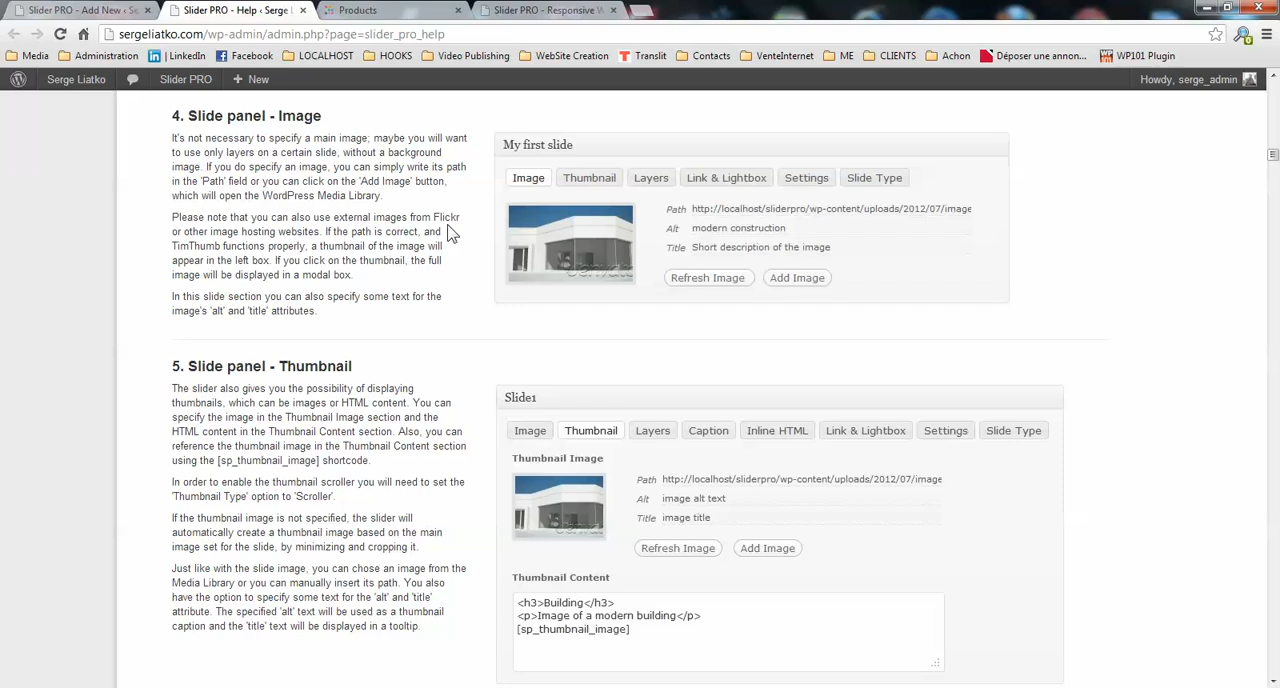 Slider PRO - Add New ‹ Se
Slider PRO - Help ‹ Serge L
Products
Slider PRO - Responsive W
sergeliatko.com/wp-admin/admin.php?page=slider_pro_help
Media
Administration
LinkedIn
Facebook
LOCALHOST
HOOKS
Video Publishing
WebSite Creation
Translit
Contacts
VenteInternet
ME
CLIENTS
Achon
Déposer une annon...
WP101 Plugin
Serge Liatko
Slider PRO
+ New
Howdy, serge_admin
4. Slide panel - Image
It's not necessary to specify a main image; maybe you will want
to use only layers on a certain slide, without a background
image. If you do specify an image, you can simply write its path
in the 'Path' field or you can click on the 'Add Image' button,
which will open the WordPress Media Library.
Please note that you can also use external images from Flickr
or other image hosting websites. If the path is correct, and
TimThumb functions properly, a thumbnail of the image will
appear in the left box. If you click on the thumbnail, the full
image will be displayed in a modal box.
In this slide section you can also specify some text for the
image's 'alt' and 'title' attributes.
My first slide
Image
Thumbnail
Layers
Link & Lightbox
Settings
Slide Type
Path http://localhost/sliderpro/wp-content/uploads/2012/07/image
Alt modern construction
Title Short description of the image
Refresh Image
Add Image
5. Slide panel - Thumbnail
The slider also gives you the possibility of displaying
thumbnails, which can be images or HTML content. You can
specify the image in the Thumbnail Image section and the
HTML content in the Thumbnail Content section. Also, you can
reference the thumbnail image in the Thumbnail Content section
using the [sp_thumbnail_image] shortcode.
In order to enable the thumbnail scroller you will need to set the
'Thumbnail Type' option to 'Scroller'.
If the thumbnail image is not specified, the slider will
automatically create a thumbnail image based on the main
image set for the slide, by minimizing and cropping it.
Just like with the slide image, you can chose an image from the
Media Library or you can manually insert its path. You also
have the option to specify some text for the 'alt' and 'title'
attribute. The specified 'alt' text will be used as a thumbnail
caption and the 'title' text will be displayed in a tooltip.
Slide1
Image
Thumbnail
Layers
Caption
Inline HTML
Link & Lightbox
Settings
Slide Type
Thumbnail Image
Path http://localhost/sliderpro/wp-content/uploads/2012/07/image
Alt image alt text
Title image title
Refresh Image
Add Image
Thumbnail Content
<h3>Building</h3>
<p>Image of a modern building</p>
[sp_thumbnail_image]